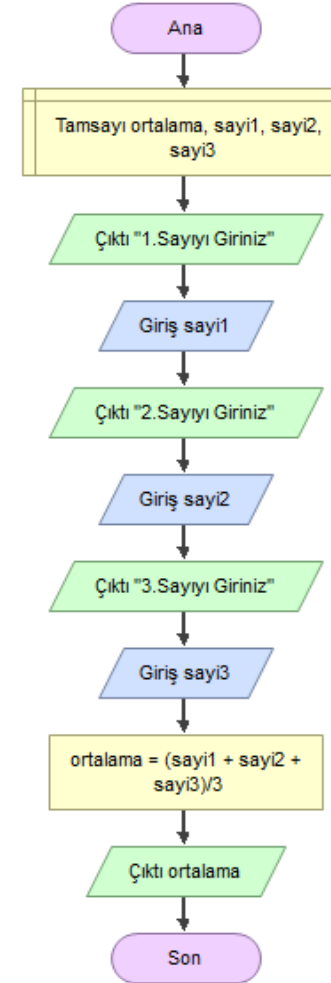 Ana
Tamsayı ortalama, sayi1, sayi2,
sayi3
Çıktı "1.Sayıyı Giriniz"
Giriş sayi1
Çıktı "2.Sayıyı Giriniz"
Giriş sayi2
Çıktı "3.Sayıyı Giriniz"
Giriş sayi3
ortalama = (sayi1 + sayi2 +
sayi3)/3
Çıktı ortalama
Son